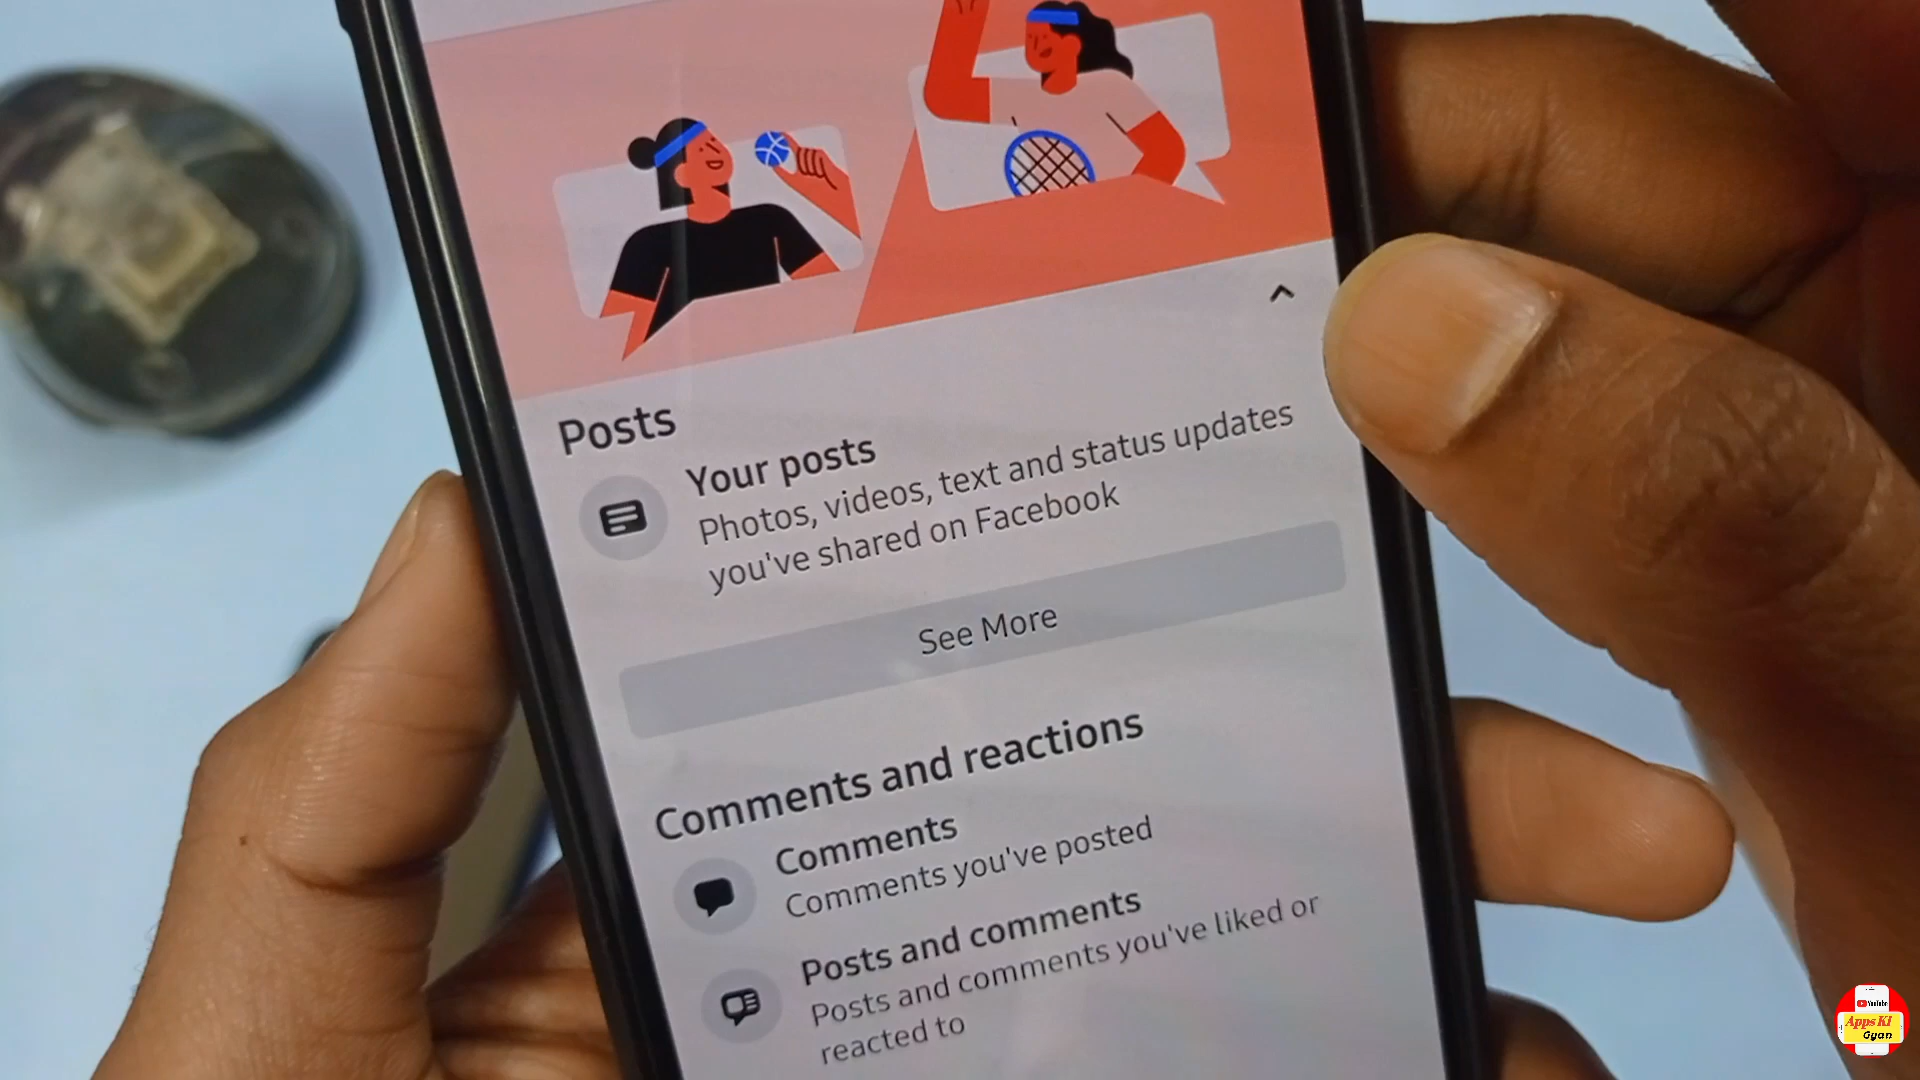 Posts
Your posts
Photos, videos, text and status updates
you've shared on Facebook
See More
Comments and reactions
Comments
Comments you've posted
Posts and comments
Posts and comments you've liked or
reacted to
YouTube
Apps Ki
Gyan